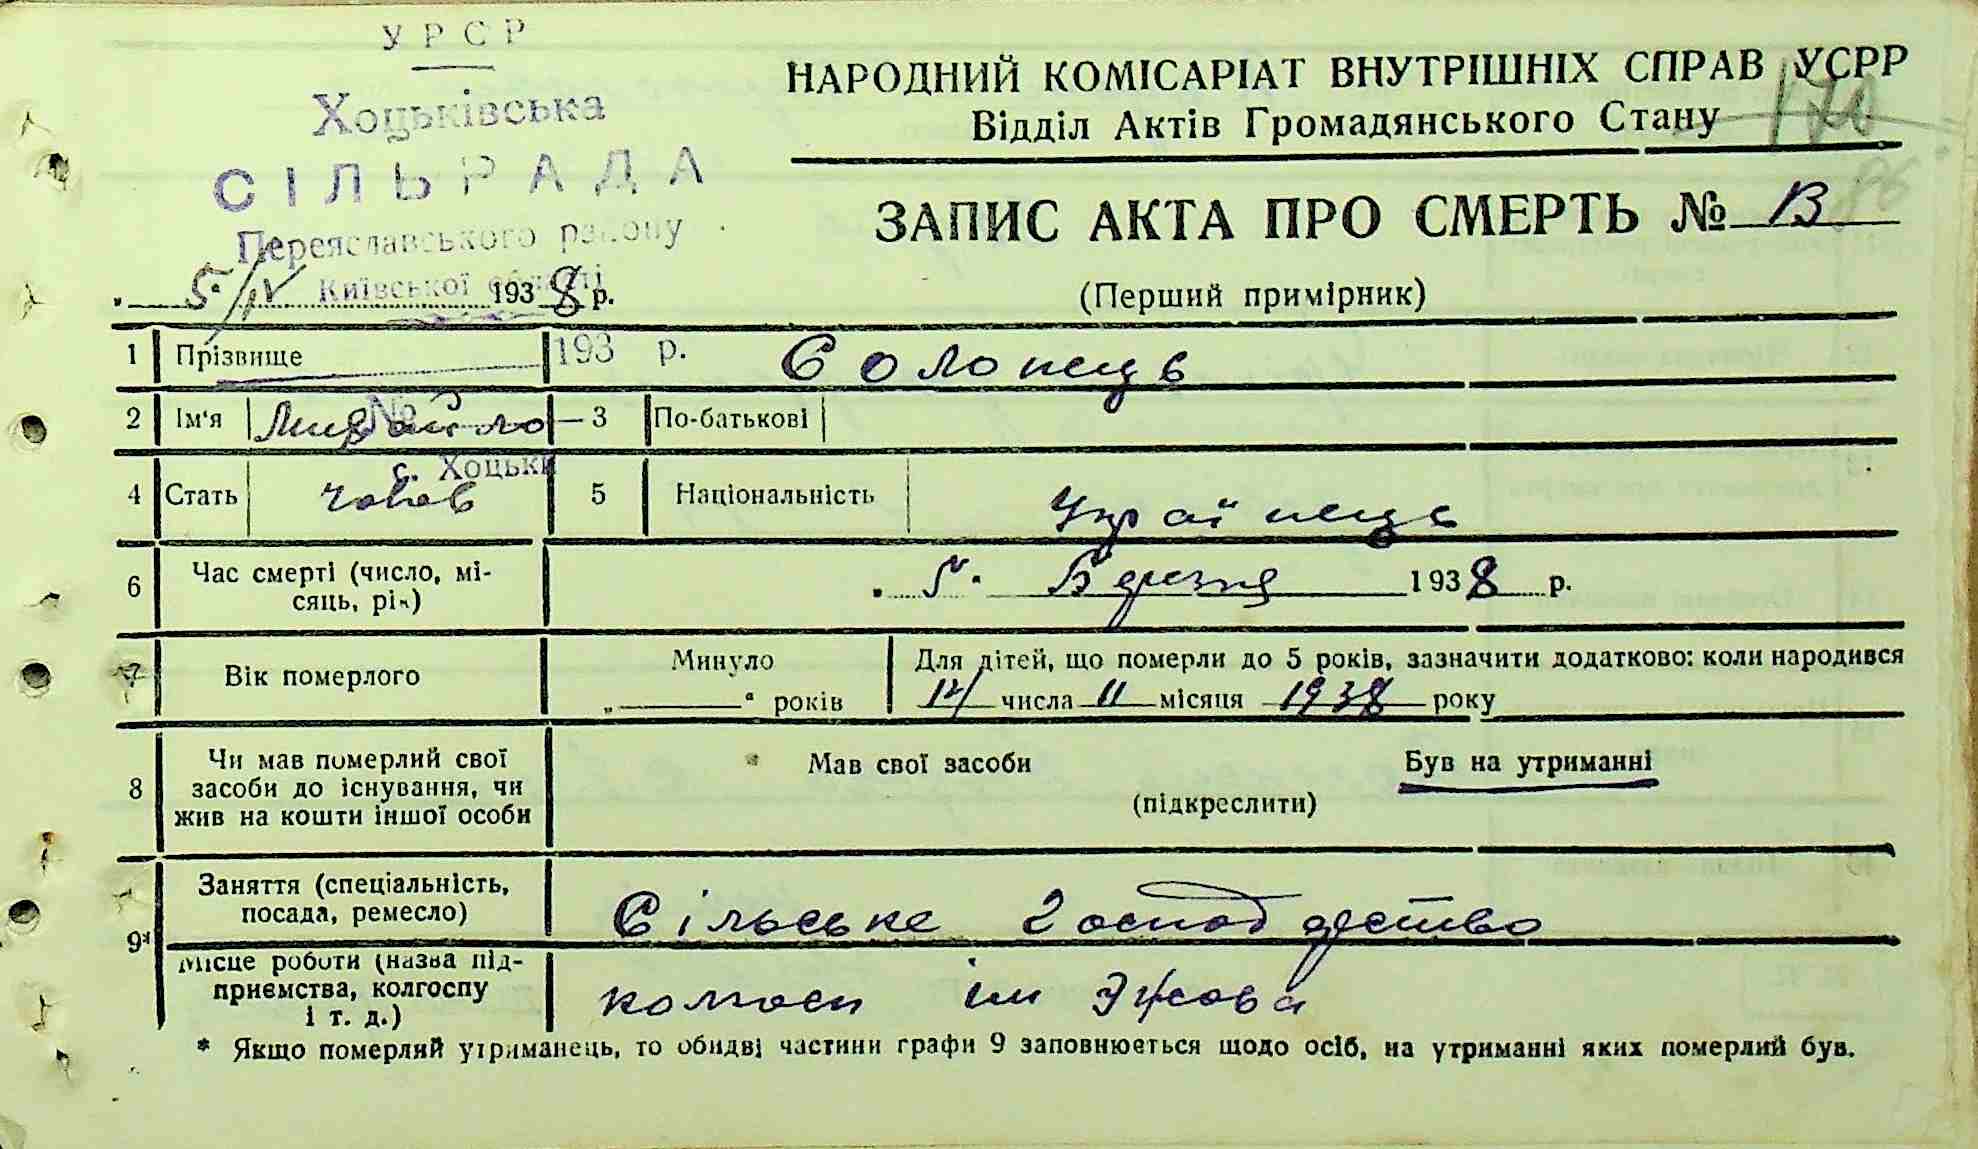 УРСР
Хоцьківська
СІЛЬРАДА
Переяславського району
Київської області
НАРОДНИЙ КОМІСАРІАТ ВНУТРІШНІХ СПРАВ УСРР
Відділ Актів Громадянського Стану
170
ЗАПИС АКТА ПРО СМЕРТЬ № 13
„ 5/IV 1938 р.
(Перший примірник)
1 Прізвище 193 р. Солопець
2 Ім'я Михайло — 3 По-батькові
с. Хоцьки
4 Стать чолов 5 Національність Українець
6 Час смерті (число, мі-
сяць, рік) 5. Березня 1938 р.
7 Вік померлого Минуло
„ " років
Для дітей, що померли до 5 років, зазначити додатково: коли народився
числа 11 місяця 1938 року
8 Чи мав померлий свої
засоби до існування, чи
жив на кошти іншої особи
Мав свої засоби Був на утриманні
(підкреслити)
9* Заняття (спеціальність,
посада, ремесло) Сільське господарство
Місце роботи (назва під-
приємства, колгоспу
і т. д.) колгосп ім
* Якщо померлий утриманець, то обидві частини графи 9 заповнюється щодо осіб, на утриманні яких померлий був.